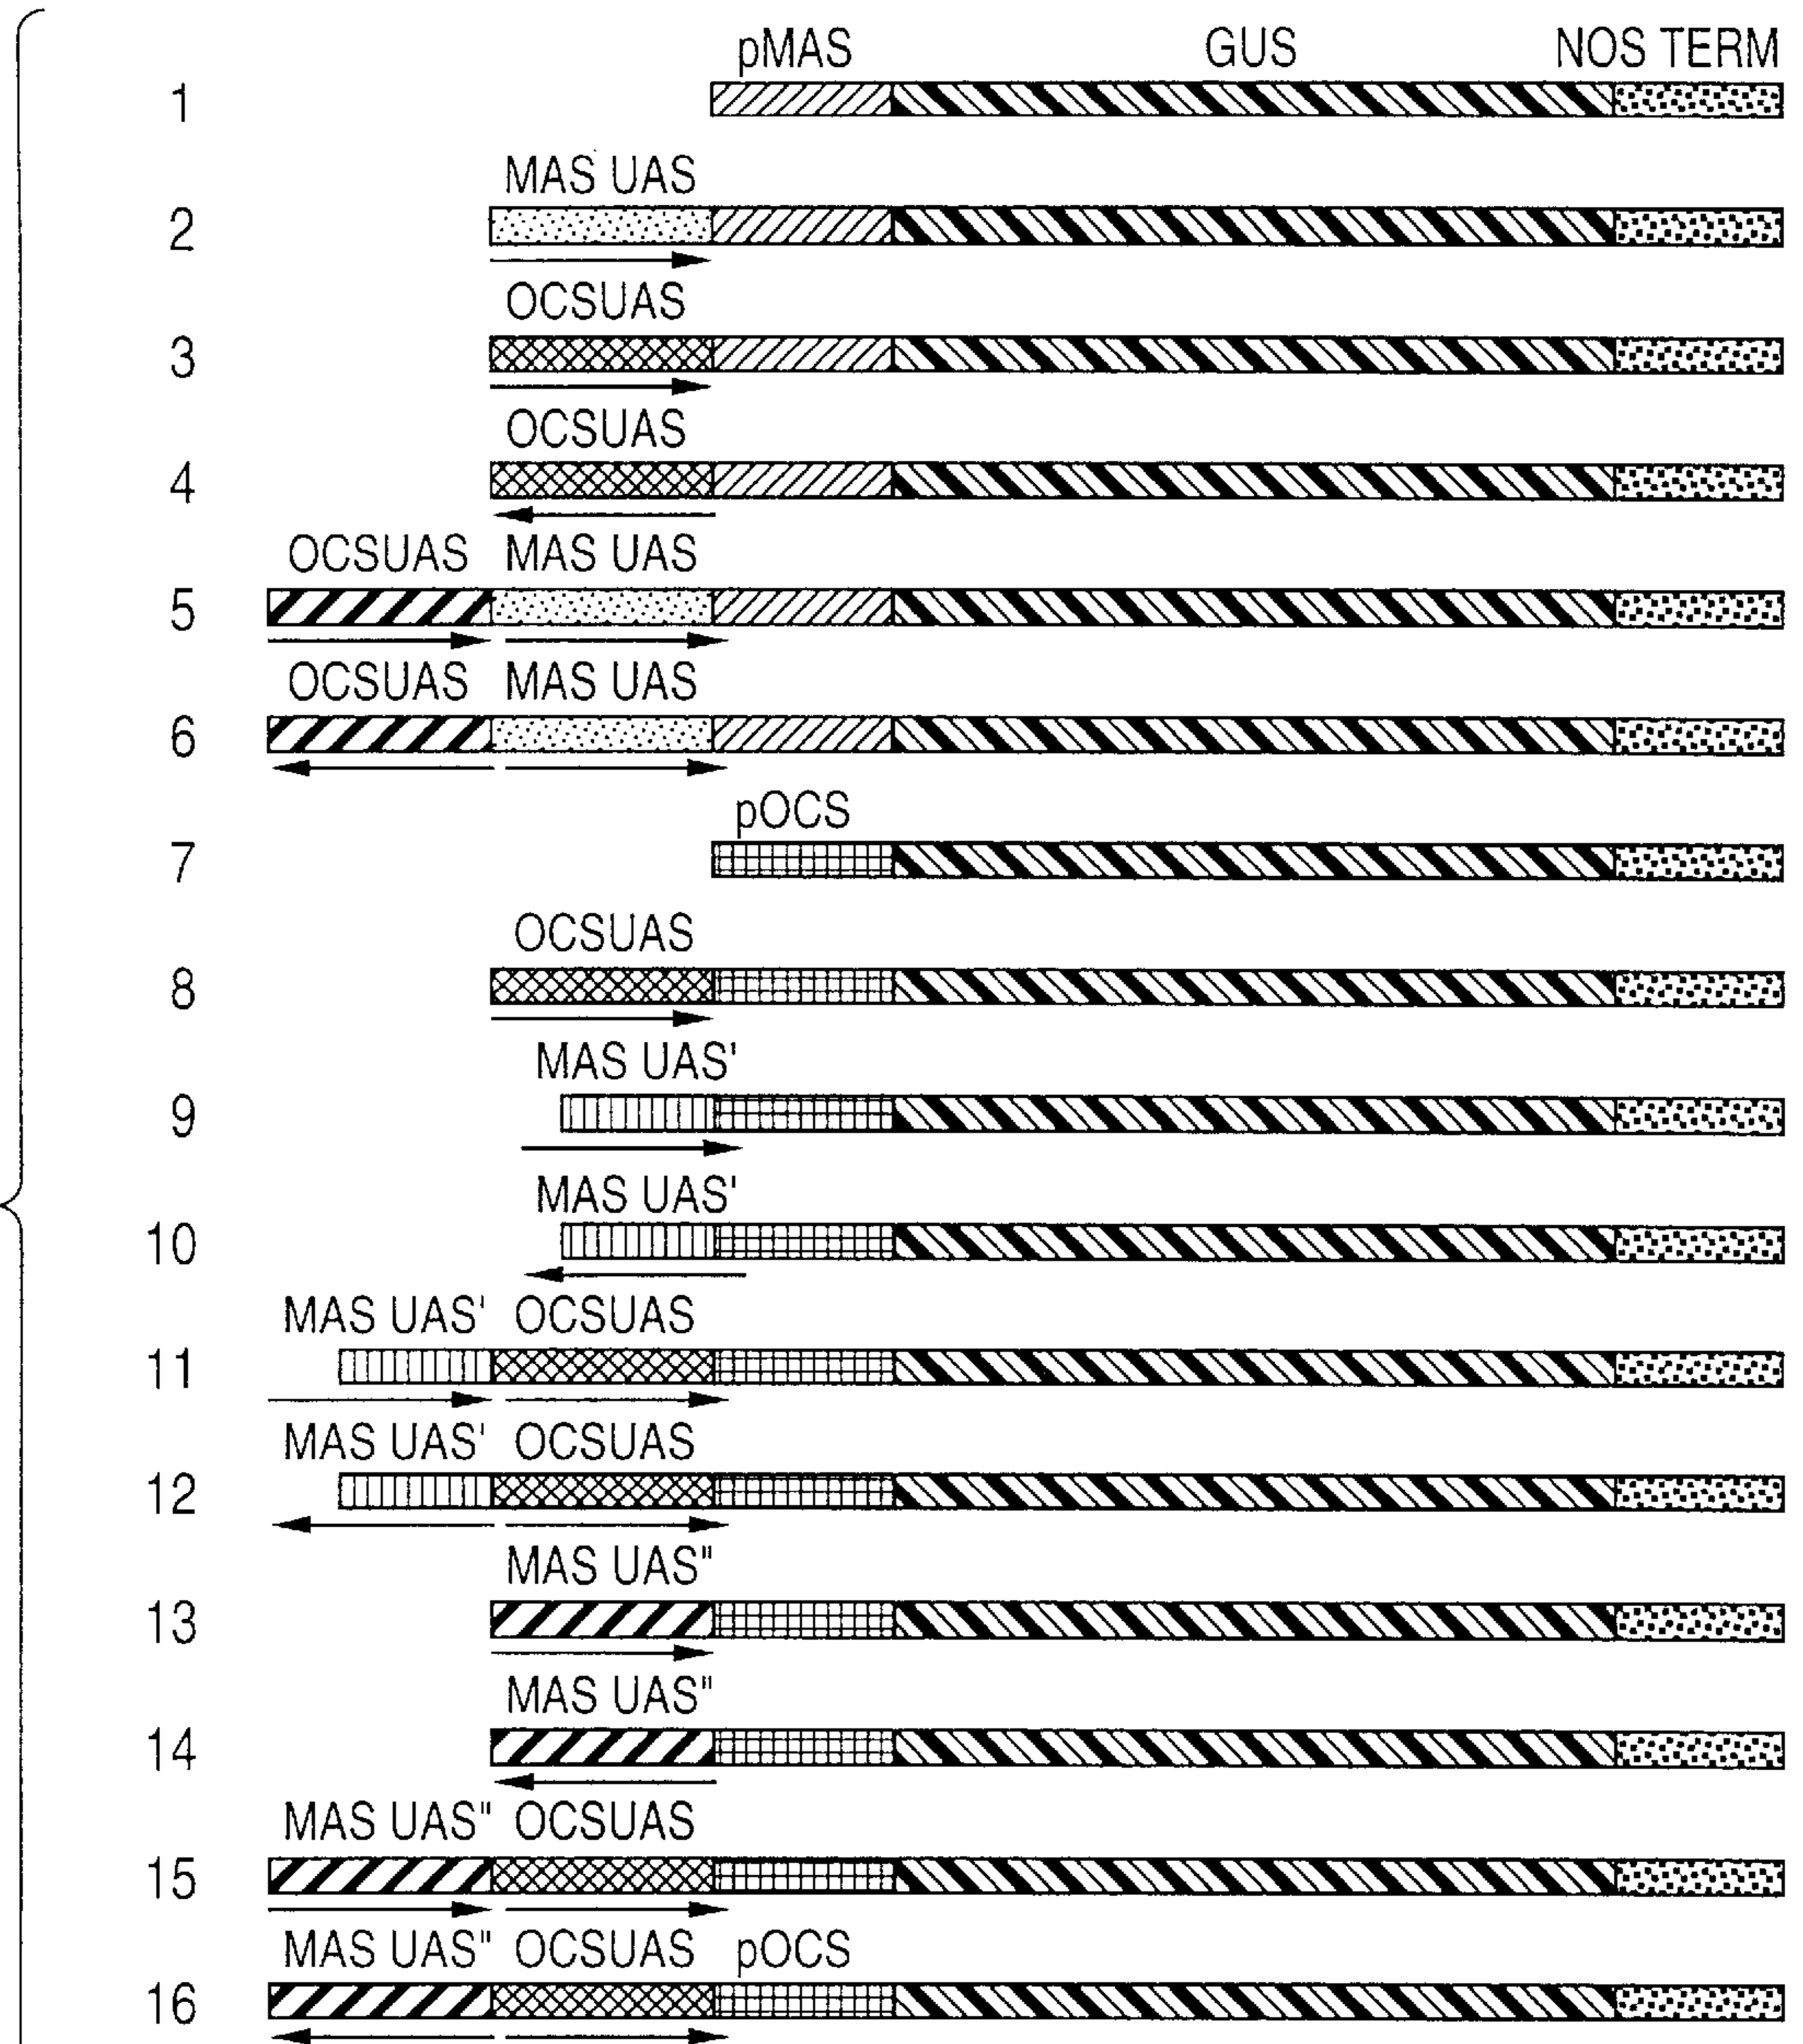 pMAS GUS NOS TERM
1
MAS UAS
2
OCSUAS
3
OCSUAS
4
OCSUAS MAS UAS
5
OCSUAS MAS UAS
6
pOCS
7
OCSUAS
8
MAS UAS'
9
MAS UAS'
10
MAS UAS' OCSUAS
11
MAS UAS' OCSUAS
12
MAS UAS"
13
MAS UAS"
14
MAS UAS" OCSUAS
15
MAS UAS" OCSUAS pOCS
16